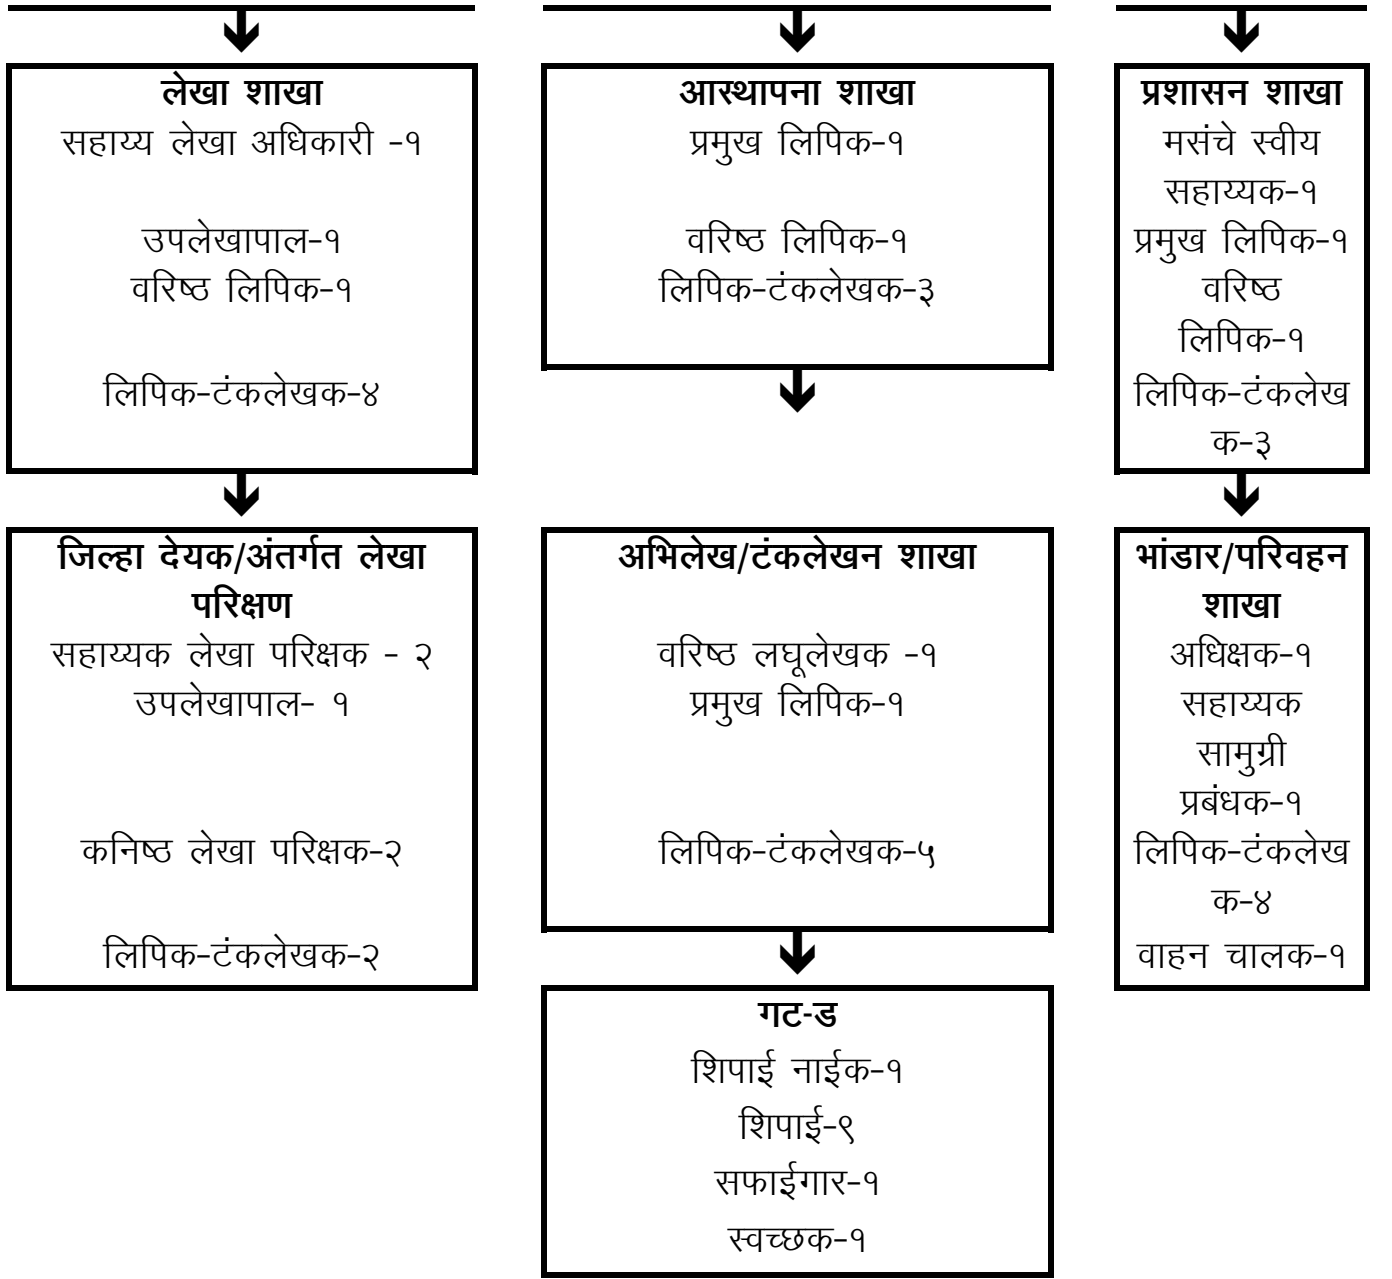 लेखा शाखा
सहाय्य लेखा अधिकारी -१
उपलेखापाल-१
वरिष्ठ लिपिक-१
लिपिक-टंकलेखक-४
आस्थापना शाखा
प्रमुख लिपिक-१
वरिष्ठ लिपिक-१
लिपिक-टंकलेखक-३
प्रशासन शाखा
मसंचे स्वीय
सहाय्यक-१
प्रमुख लिपिक-१
वरिष्ठ
लिपिक-१
लिपिक-टंकलेख
क-३
जिल्हा देयक/अंतर्गत लेखा
परिक्षण
सहाय्यक लेखा परिक्षक - २
उपलेखापाल- १
कनिष्ठ लेखा परिक्षक-२
लिपिक-टंकलेखक-२
अभिलेख/टंकलेखन शाखा
वरिष्ठ लघूलेखक -१
प्रमुख लिपिक-१
लिपिक-टंकलेखक-५
भांडार/परिवहन
शाखा
अधिक्षक-१
सहाय्यक
सामुग्री
प्रबंधक-१
लिपिक-टंकलेख
क-४
वाहन चालक-१
गट-ड
शिपाई नाईक-१
शिपाई-९
सफाईगार-१
स्वच्छक-१